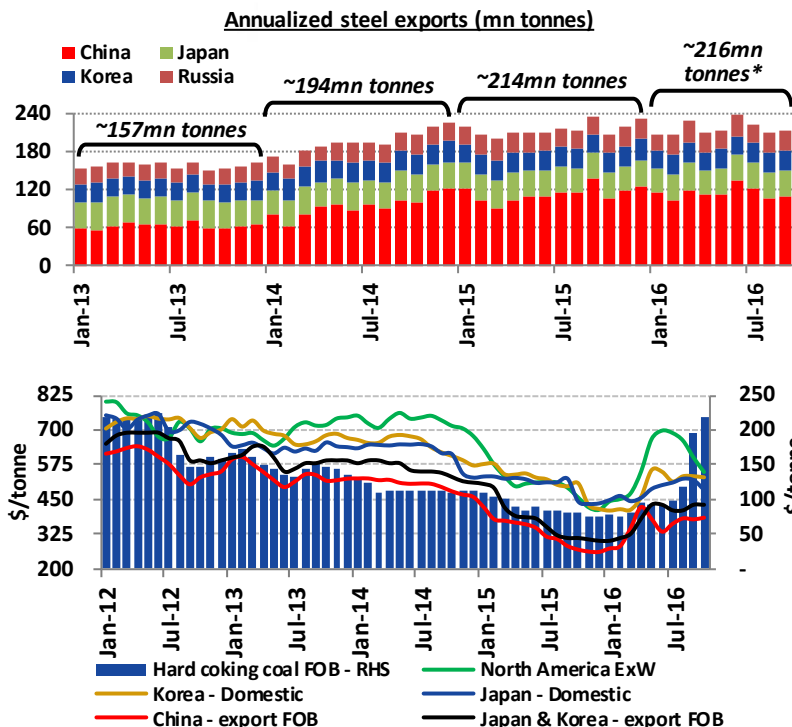 Annualized steel exports (mn tonnes)
China Japan
Korea Russia
~157mn tonnes
~194mn tonnes
~214mn tonnes
~216mn
tonnes*
240
180
120
60
0
Jan-13
Jul-13
Jan-14
Jul-14
Jan-15
Jul-15
Jan-16
Jul-16
825
700
575
450
325
200
$/tonne
250
200
150
100
50
-
$/tonne
Jan-12
Jul-12
Jan-13
Jul-13
Jan-14
Jul-14
Jan-15
Jul-15
Jan-16
Jul-16
Hard coking coal FOB - RHS North America ExW
Korea - Domestic Japan - Domestic
China - export FOB Japan & Korea - export FOB